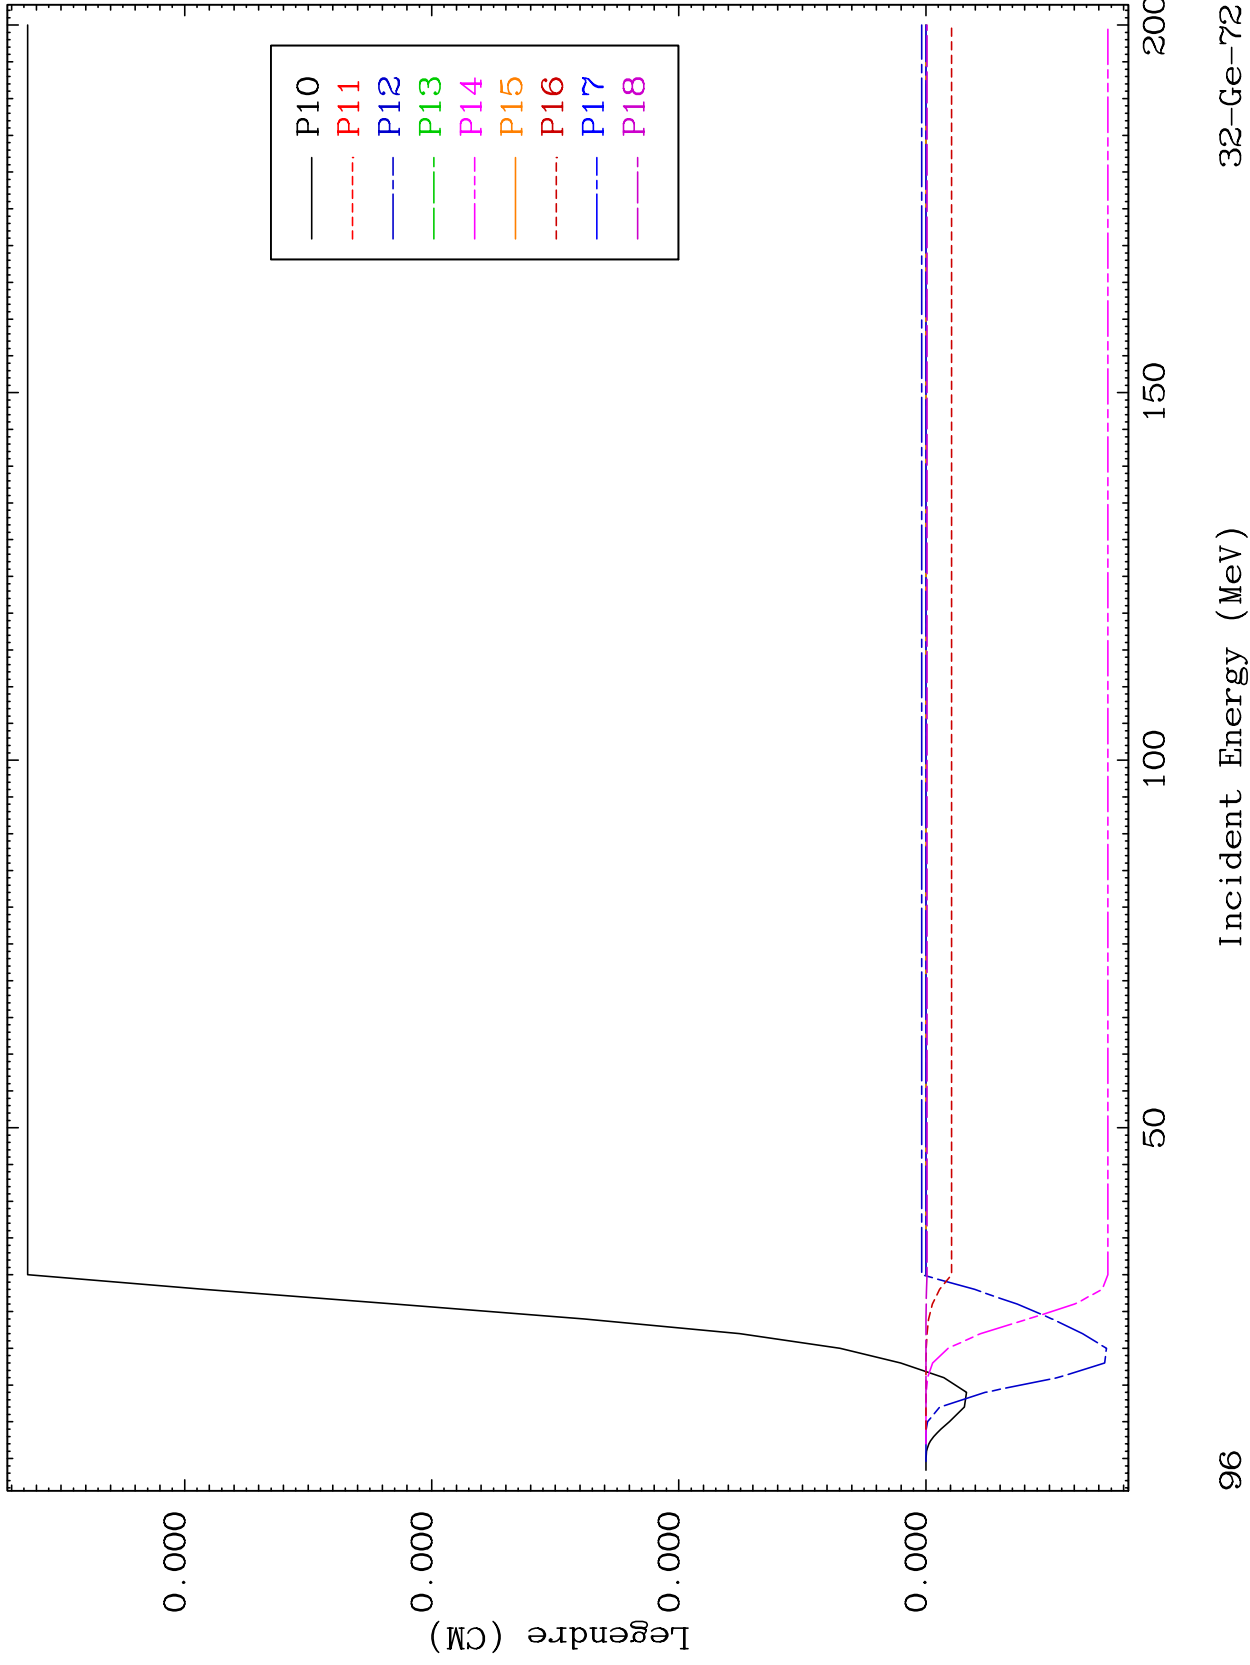 P10
P11
P12
P13
P14
P15
P16
P17
P18
Legendre (CM)
0.000
0.000
0.000
0.000
50
100
150
200
Incident Energy (MeV)
96
32-Ge-72